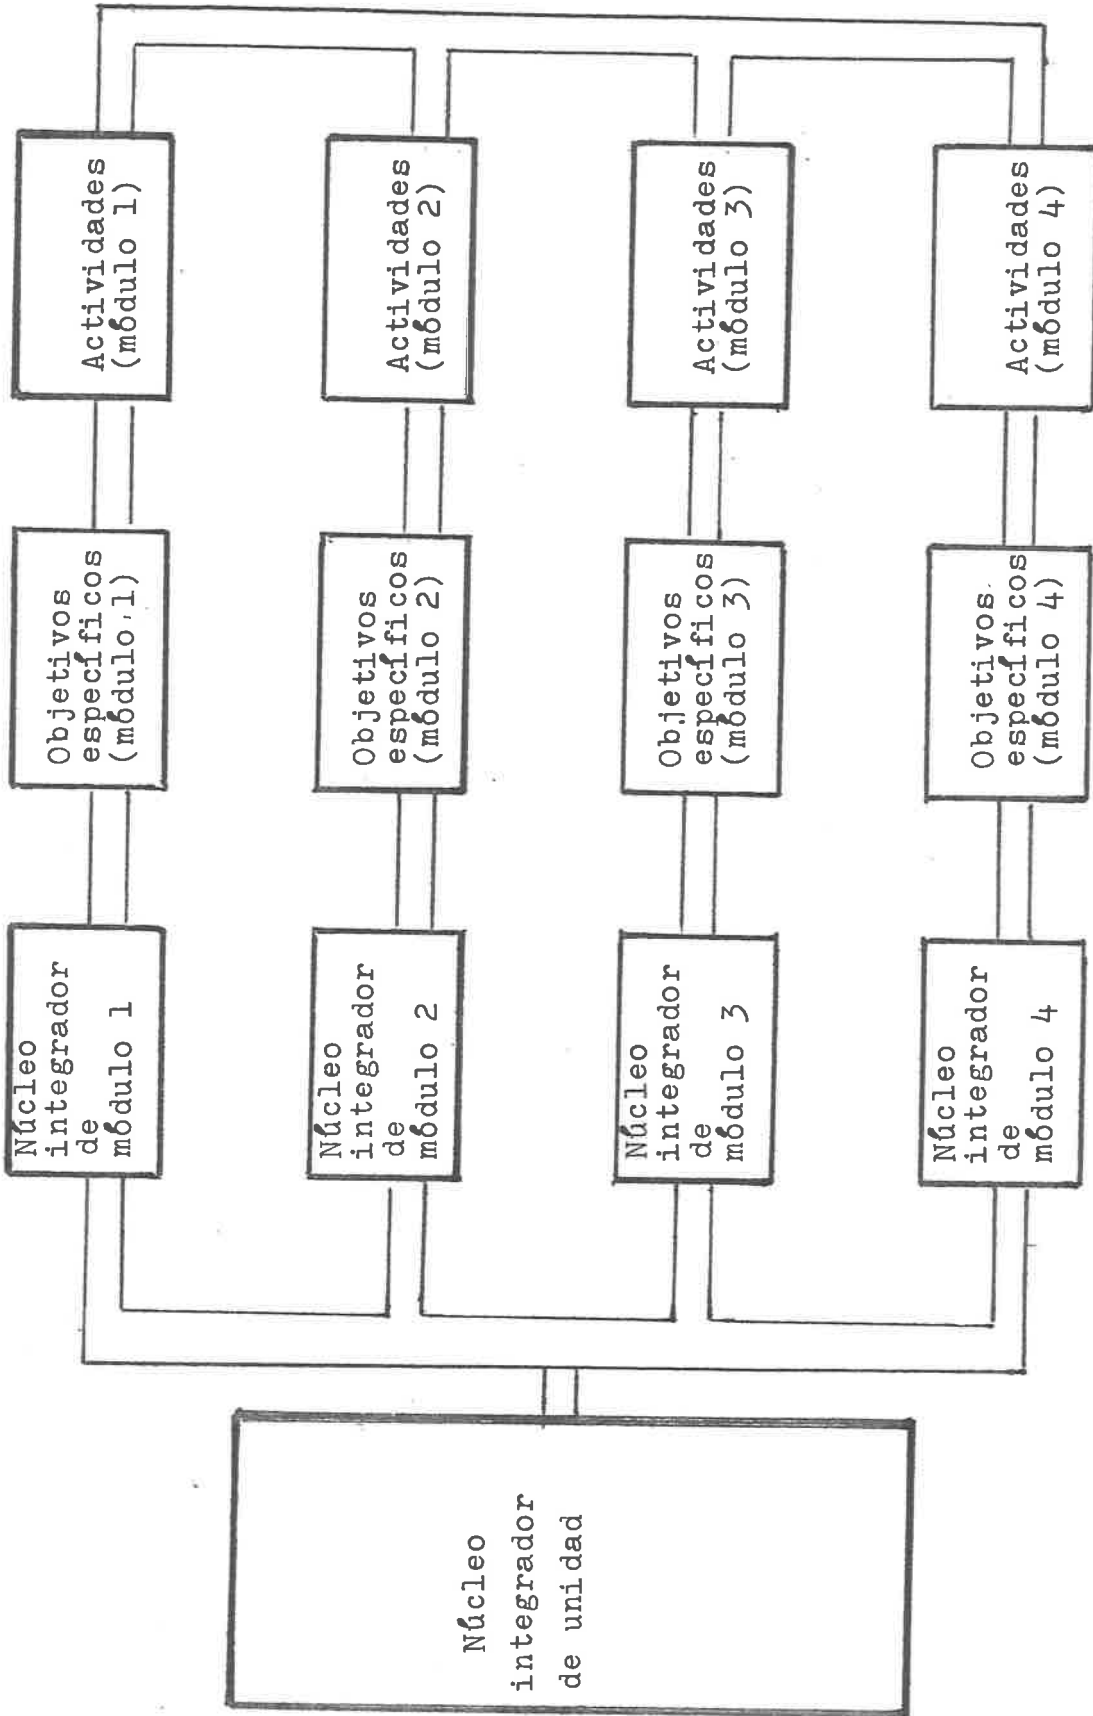 Núcleo
integrador
de unidad
Núcleo
integrador
de
módulo 1
Objetivos
específicos
(módulo 1)
Actividades
(módulo 1)
Núcleo
integrador
de
módulo 2
Objetivos
específicos
(módulo 2)
Actividades
(módulo 2)
Núcleo
integrador
de
módulo 3
Objetivos
específicos
(módulo 3)
Actividades
(módulo 3)
Núcleo
integrador
de
módulo 4
Objetivos
específicos
(módulo 4)
Actividades
(módulo 4)